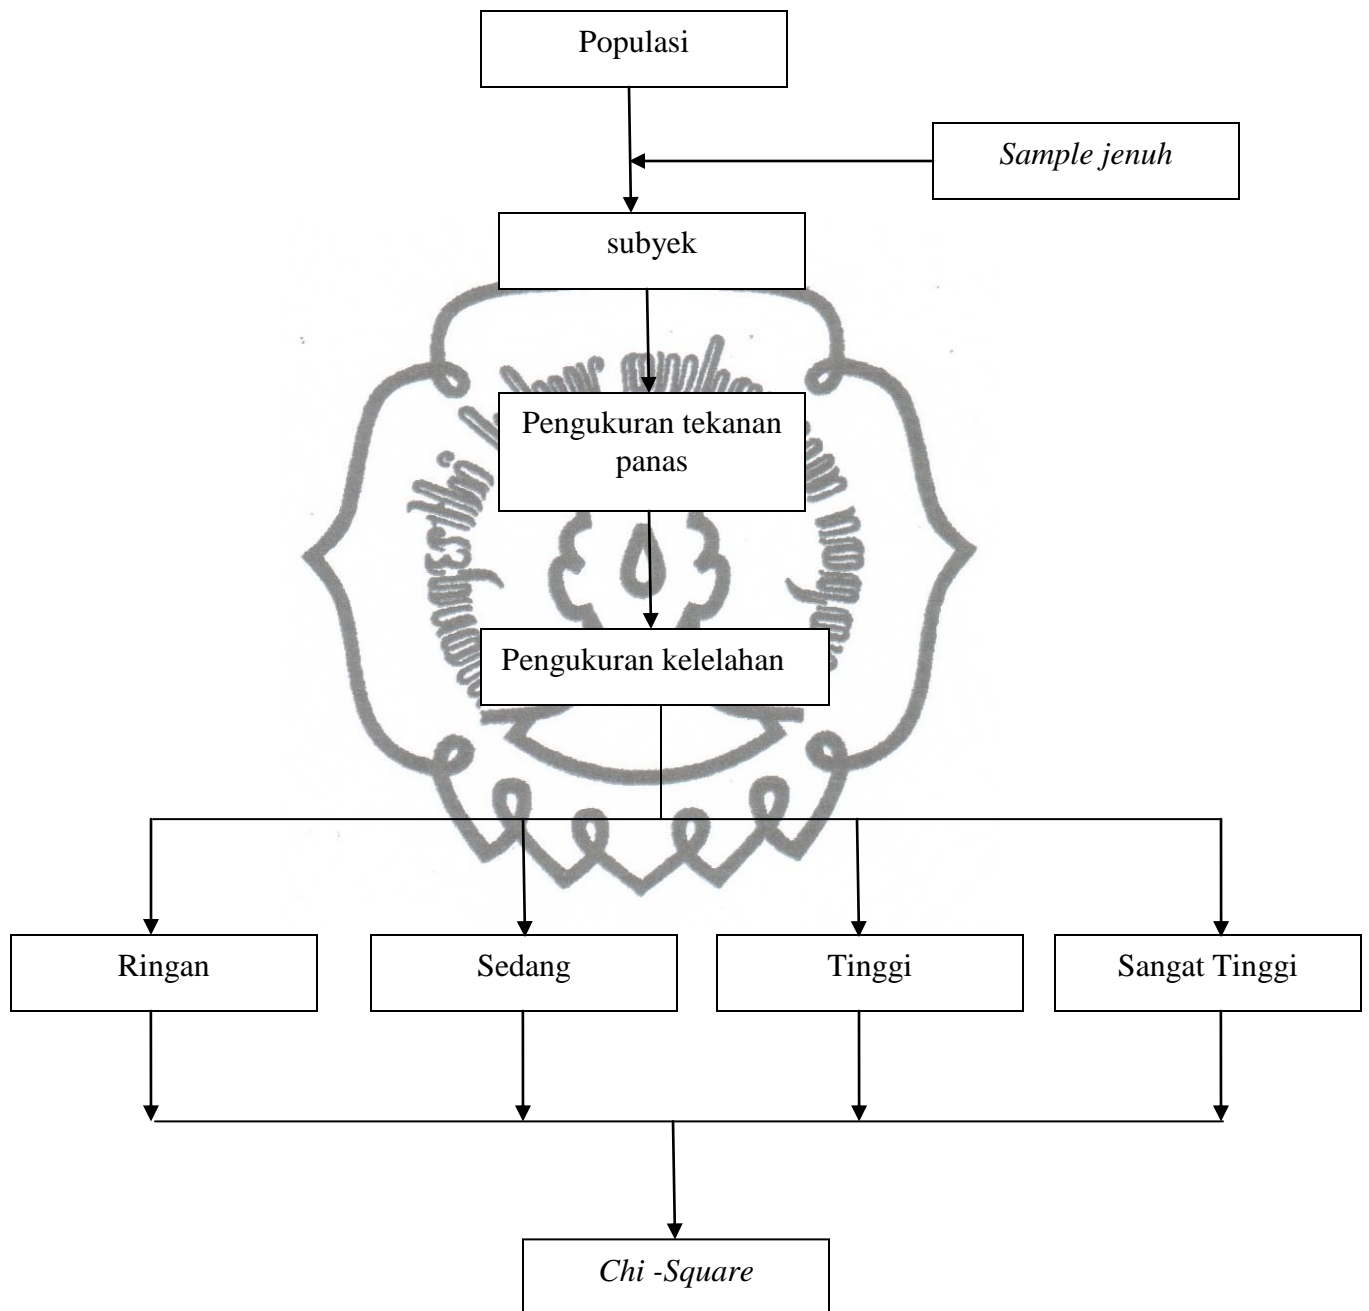 Populasi
Sample jenuh
subyek
Pengukuran tekanan
panas
Pengukuran kelelahan
Ringan
Sedang
Tinggi
Sangat Tinggi
Chi -Square